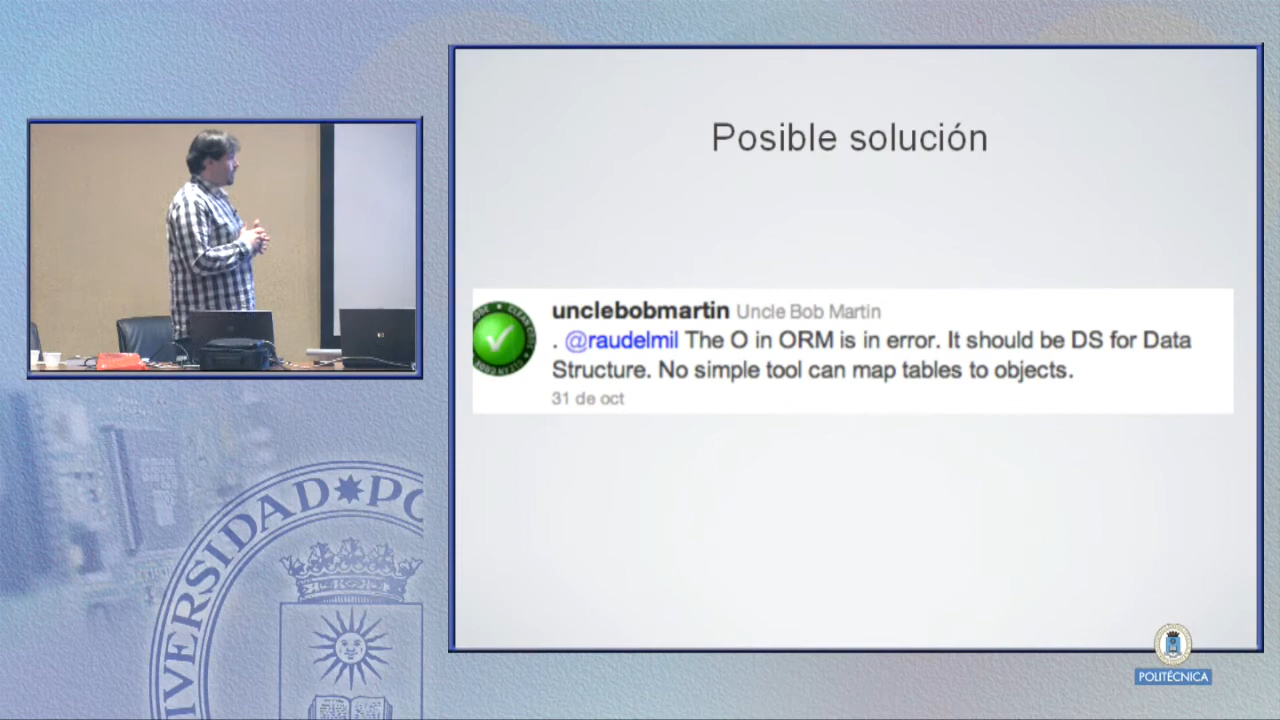 Posible solución
unclebobmartin Uncle Bob Martin
. @raudelmil The O in ORM is in error. It should be DS for Data
Structure. No simple tool can map tables to objects.
31 de oct
POLITÉCNICA